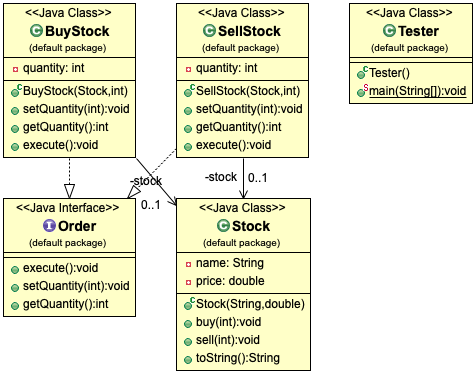 <<Java Class>>
BuyStock
(default package)
quantity: int
BuyStock(Stock,int)
setQuantity(int):void
getQuantity():int
execute():void
<<Java Class>>
SellStock
(default package)
quantity: int
SellStock(Stock,int)
setQuantity(int):void
getQuantity():int
execute():void
<<Java Class>>
Tester
(default package)
Tester()
main(String[]):void
-stock
0..1
-stock
0..1
<<Java Interface>>
Order
(default package)
execute():void
setQuantity(int):void
getQuantity():int
<<Java Class>>
Stock
(default package)
name: String
price: double
Stock(String,double)
buy(int):void
sell(int):void
toString():String